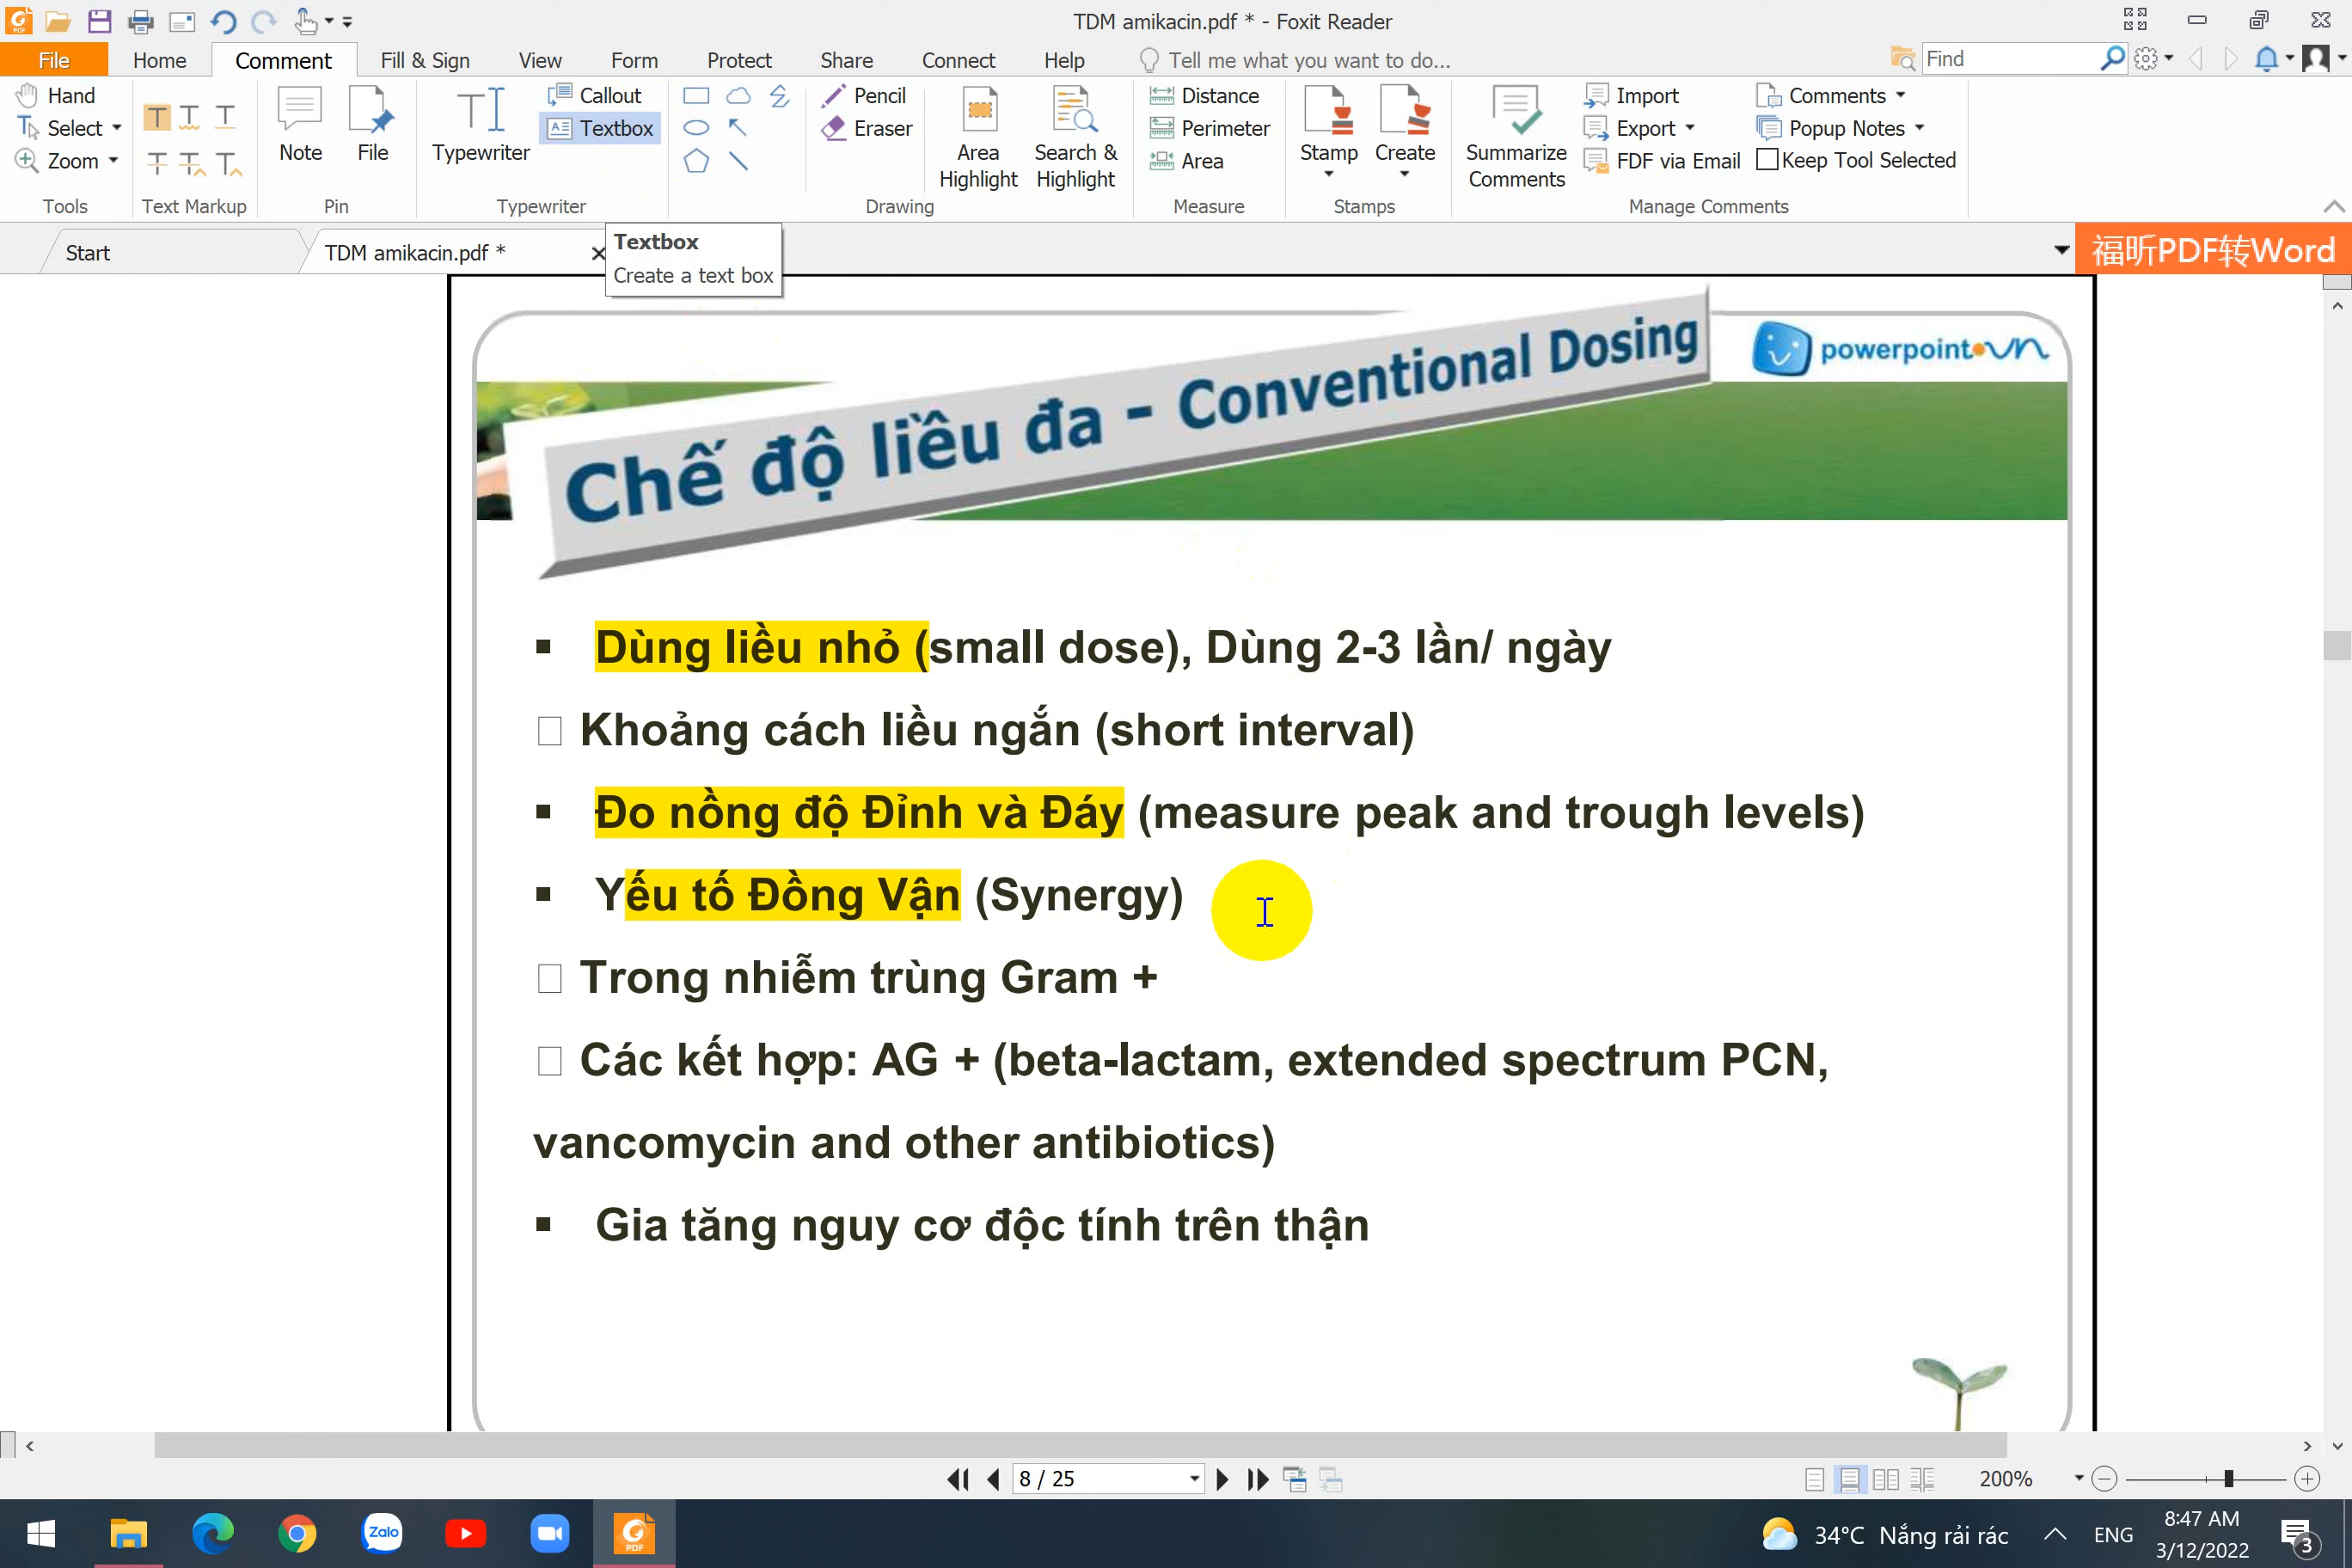 TDM amikacin.pdf * - Foxit Reader
File Home Comment Fill & Sign View Form Protect Share Connect Help Tell me what you want to do... Find
Hand
Select
Zoom
Tools
Text Markup
Note File
Pin
Typewriter
Callout
Textbox
Typewriter
Pencil
Eraser
Area Highlight
Search & Highlight
Drawing
Distance
Perimeter
Area
Measure
Stamp Create
Stamps
Summarize Comments
Import
Export
FDF via Email
Comments
Popup Notes
Keep Tool Selected
Manage Comments
Start TDM amikacin.pdf *
福昕PDF转Word
Textbox
Create a text box
Chế độ liều đa - Conventional Dosing
powerpoint.vn
▪ Dùng liều nhỏ (small dose), Dùng 2-3 lần/ ngày
Khoảng cách liều ngắn (short interval)
▪ Đo nồng độ Đỉnh và Đáy (measure peak and trough levels)
▪ Yếu tố Đồng Vận (Synergy)
Trong nhiễm trùng Gram +
Các kết hợp: AG + (beta-lactam, extended spectrum PCN,
vancomycin and other antibiotics)
▪ Gia tăng nguy cơ độc tính trên thận
8 / 25
200%
Zalo
PDF
34°C Nắng rải rác
ENG
8:47 AM
3/12/2022
3